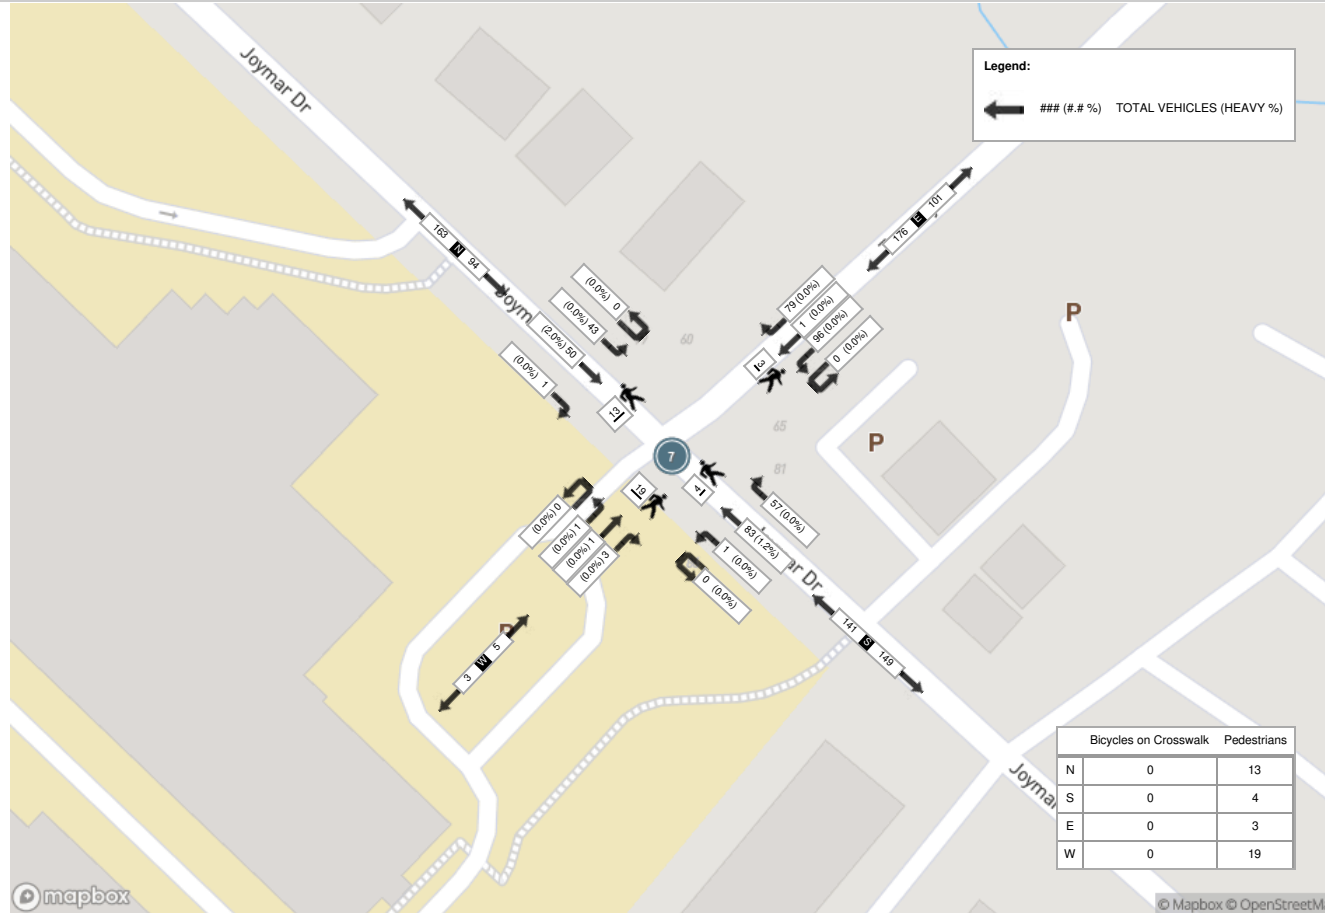 Joymar Dr
Legend:
### (#.# %) TOTAL VEHICLES (HEAVY %)
163 N 94
176 E 101
Joym
(0.0%) 0
(0.0%) 43
(2.0%) 50
(0.0%) 1
79 (0.0%)
1 (0.0%)
96 (0.0%)
0 (0.0%)
60
P
3
13
65
P
7
81
19
4
(0.0%) 0
(0.0%) 1
(0.0%) 1
(0.0%) 3
57 (0.0%)
83 (1.2%)
1 (0.0%)
0 (0.0%)
ar Dr
141 S 149
P
3 W 5
Joymar
Bicycles on Crosswalk Pedestrians
N 0 13
S 0 4
E 0 3
W 0 19
mapbox
© Mapbox © OpenStreetMa